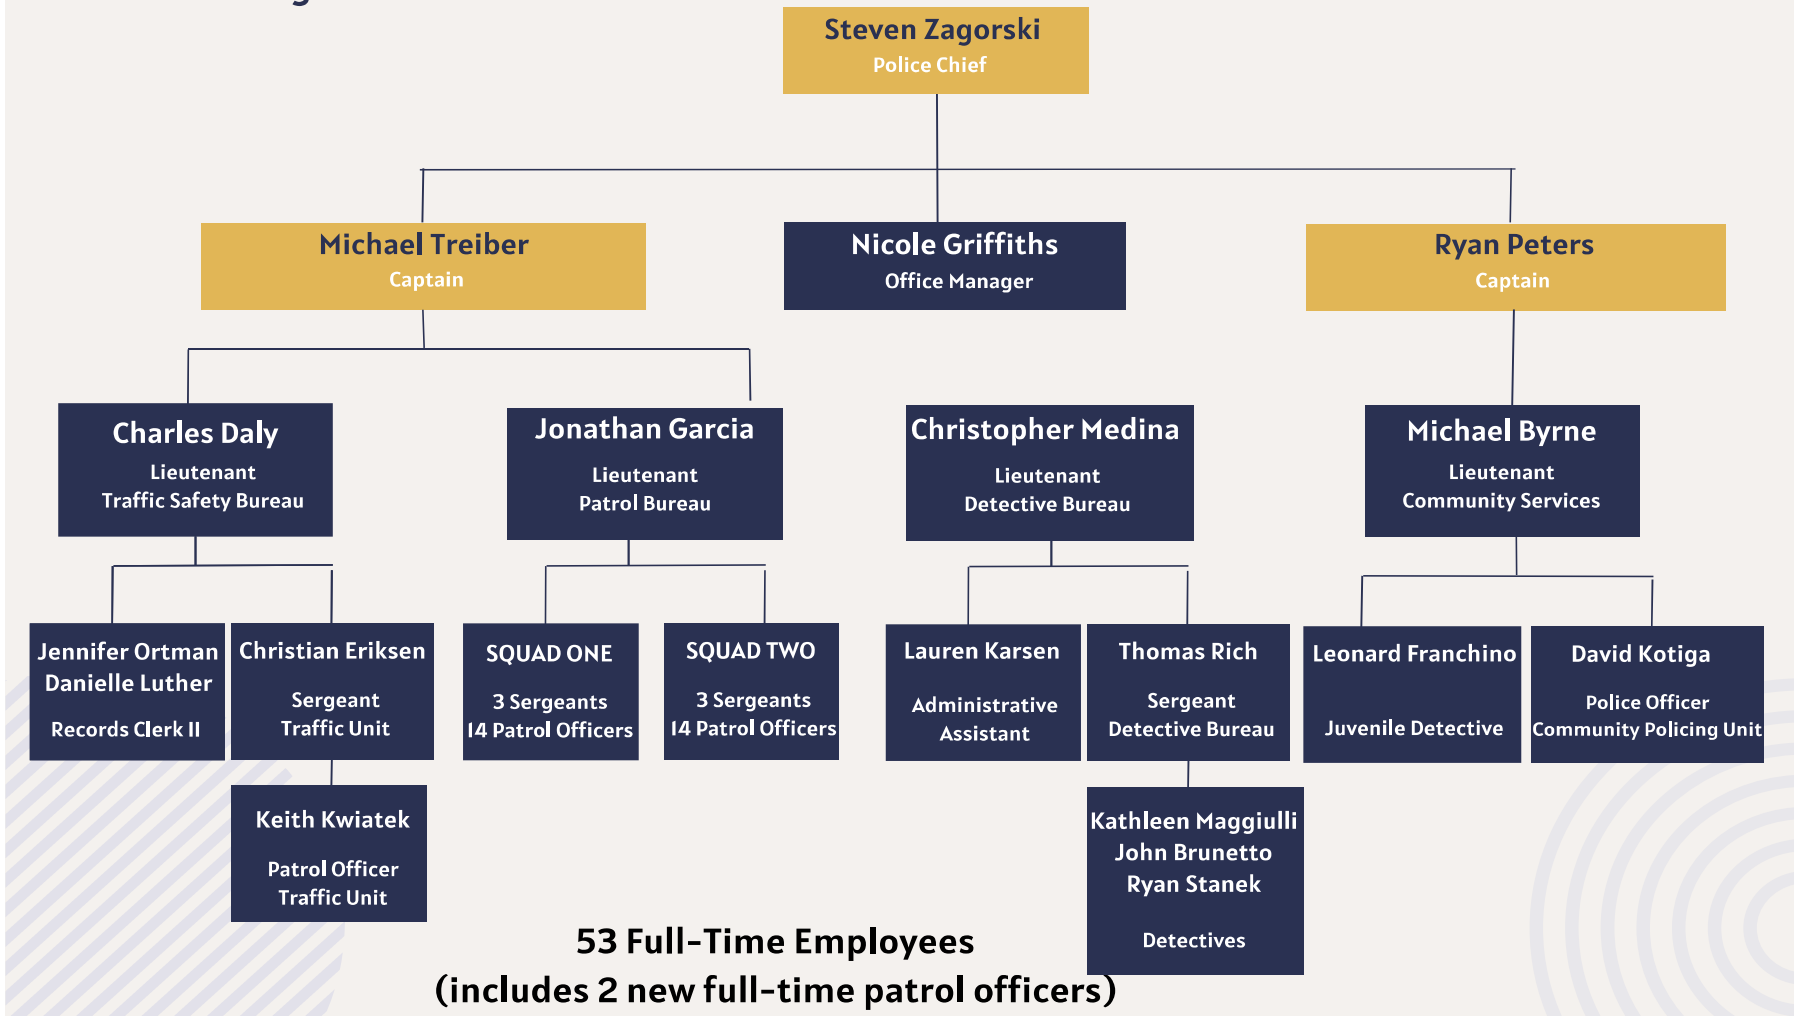 Steven Zagorski
Police Chief
Michael Treiber
Captain
Nicole Griffiths
Office Manager
Ryan Peters
Captain
Charles Daly
Lieutenant
Traffic Safety Bureau
Jonathan Garcia
Lieutenant
Patrol Bureau
Christopher Medina
Lieutenant
Detective Bureau
Michael Byrne
Lieutenant
Community Services
Jennifer Ortman
Danielle Luther
Records Clerk II
Christian Eriksen
Sergeant
Traffic Unit
SQUAD ONE
3 Sergeants
14 Patrol Officers
SQUAD TWO
3 Sergeants
14 Patrol Officers
Lauren Karsen
Administrative
Assistant
Thomas Rich
Sergeant
Detective Bureau
Leonard Franchino
Juvenile Detective
David Kotiga
Police Officer
Community Policing Unit
Keith Kwiatek
Patrol Officer
Traffic Unit
Kathleen Maggiulli
John Brunetto
Ryan Stanek
Detectives
53 Full-Time Employees
(includes 2 new full-time patrol officers)